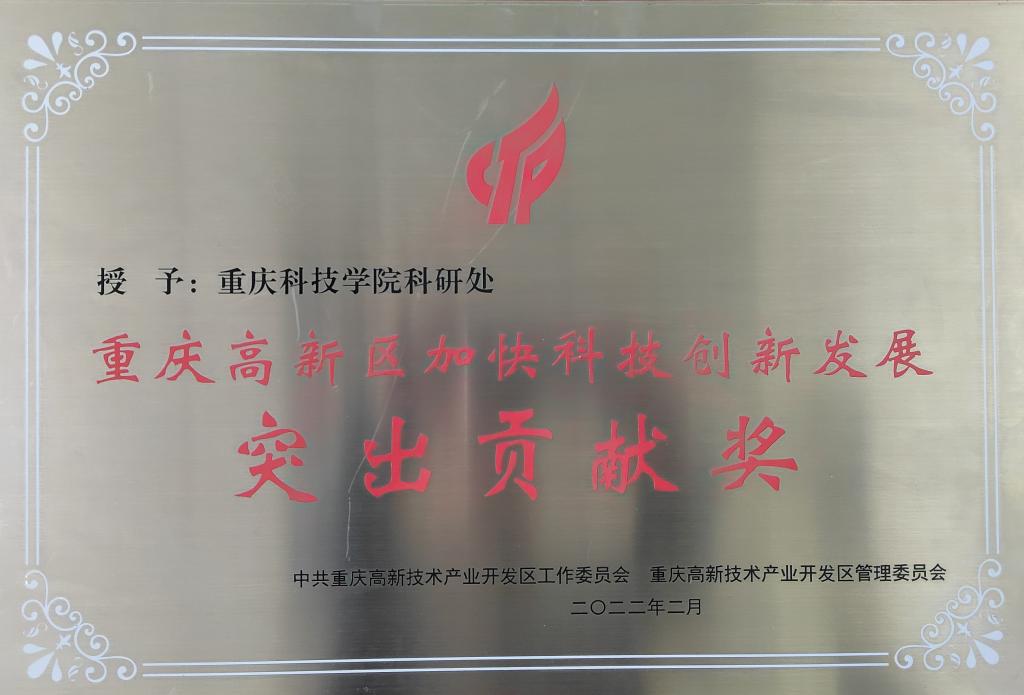 授 予：重庆科技学院科研处
重庆高新区加快科技创新发展
突出贡献奖
中共重庆高新技术产业开发区工作委员会 重庆高新技术产业开发区管理委员会
二〇二二年二月